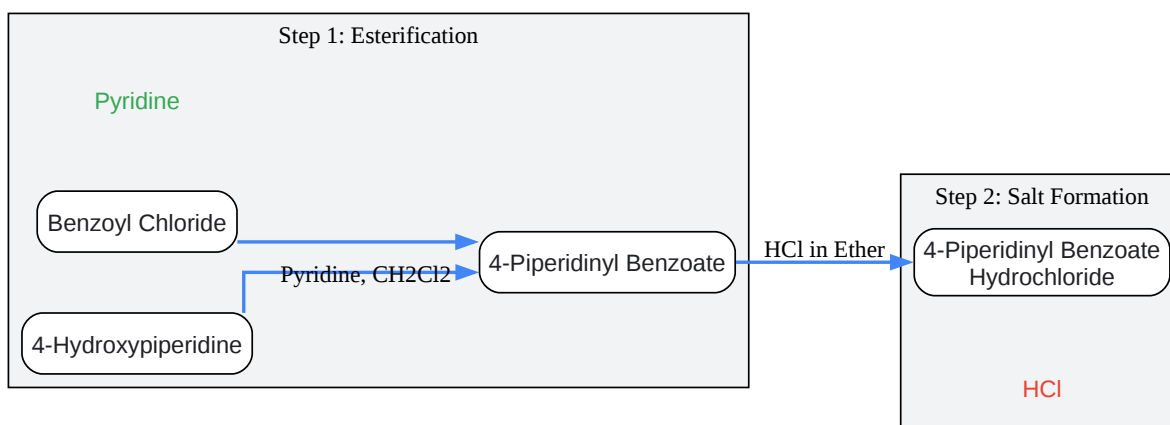 Step 1: Esterification
Pyridine
Benzoyl Chloride
Pyridine, CH2Cl2
4-Hydroxypiperidine
4-Piperidinyl Benzoate
HCl in Ether
Step 2: Salt Formation
4-Piperidinyl Benzoate
Hydrochloride
HCl